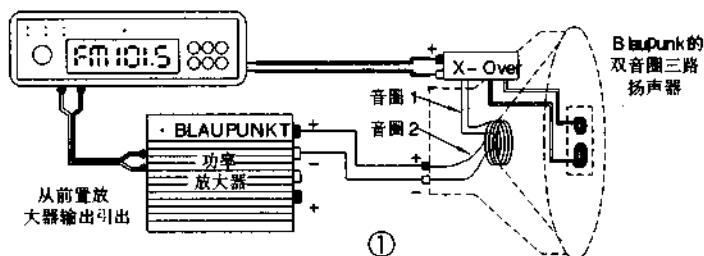 FM101.5
+
-
X-Over
BlauPunk的
双音圈三路
扬声器
音圈 1
音圈 2
BLAUPUNKT
功率
放大器
+
-
+
+
-
从前置放
大器输出引出
①